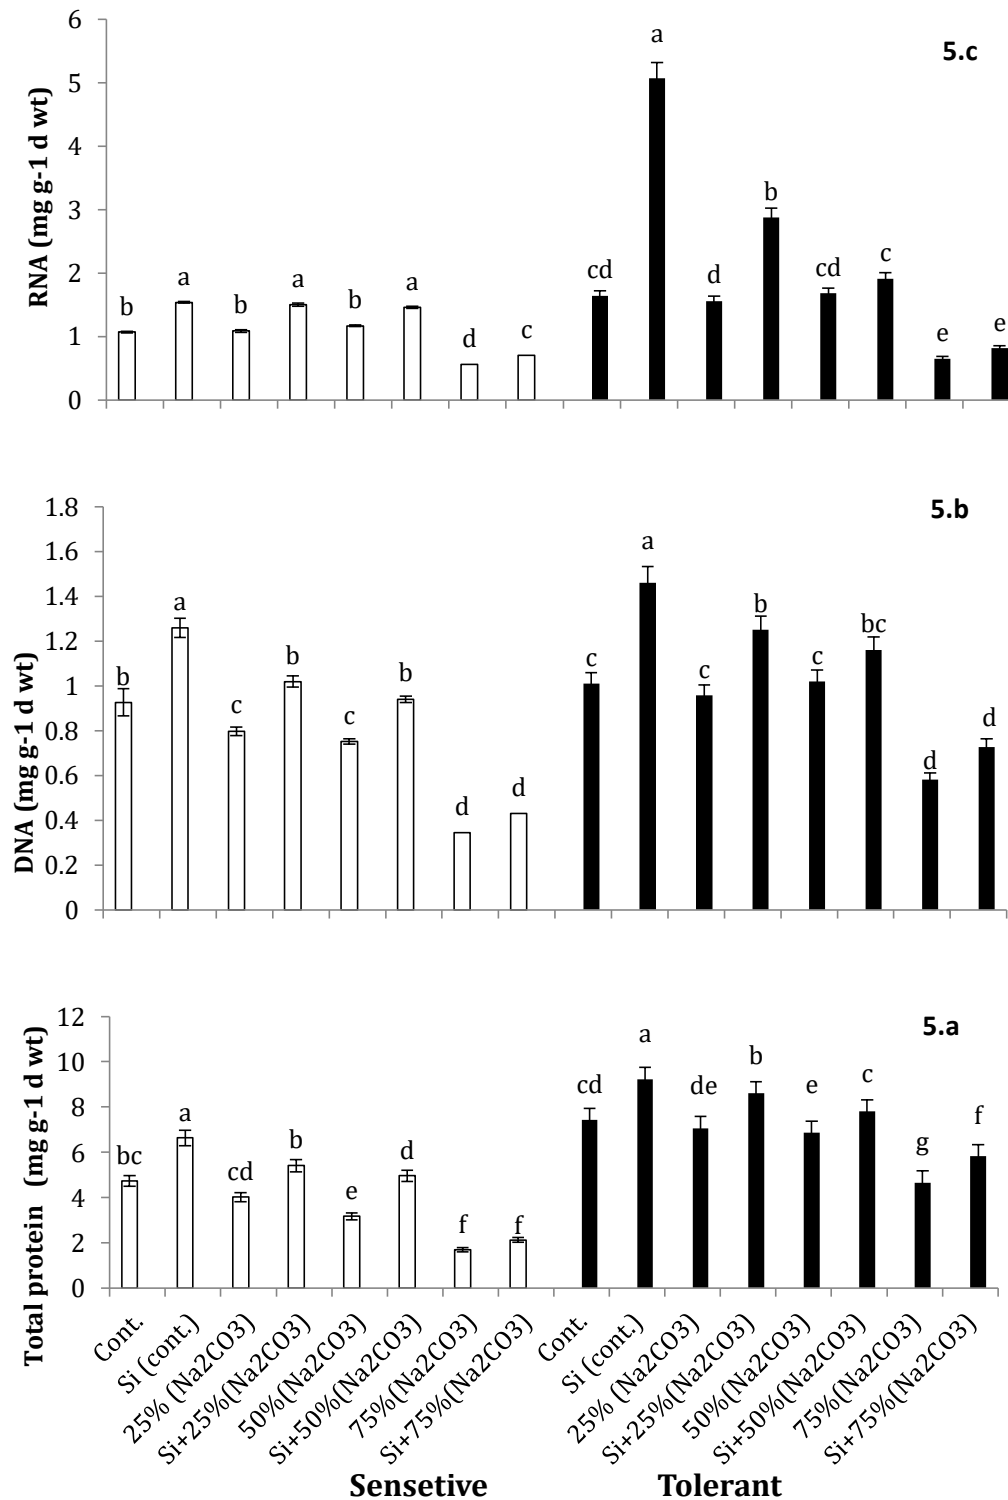 5.c
RNA (mg g-1 d wt)
6
5
4
3
2
1
0
b a b a b a d c cd a d b cd c e e
5.b
DNA (mg g-1 d wt)
1.8
1.6
1.4
1.2
1
0.8
0.6
0.4
0.2
0
b a c b c b d d c a c b c bc d d
5.a
Total protein (mg g-1 d wt)
12
10
8
6
4
2
0
bc a cd b e d f f cd a de b e c g f
Cont.
Si (cont.)
25% (Na2CO3)
Si+25%(Na2CO3)
50%(Na2CO3)
Si+50%(Na2CO3)
75%(Na2CO3)
Si+75%(Na2CO3)
Cont.
Si (cont.)
25% (Na2CO3)
Si+25%(Na2CO3)
50%(Na2CO3)
Si+50%(Na2CO3)
75%(Na2CO3)
Si+75%(Na2CO3)
Sensetive
Tolerant